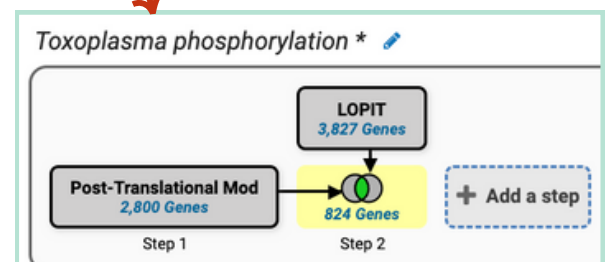 Toxoplasma phosphorylation *
LOPIT
3,827 Genes
Post-Translational Mod
2,800 Genes
824 Genes
+ Add a step
Step 1
Step 2